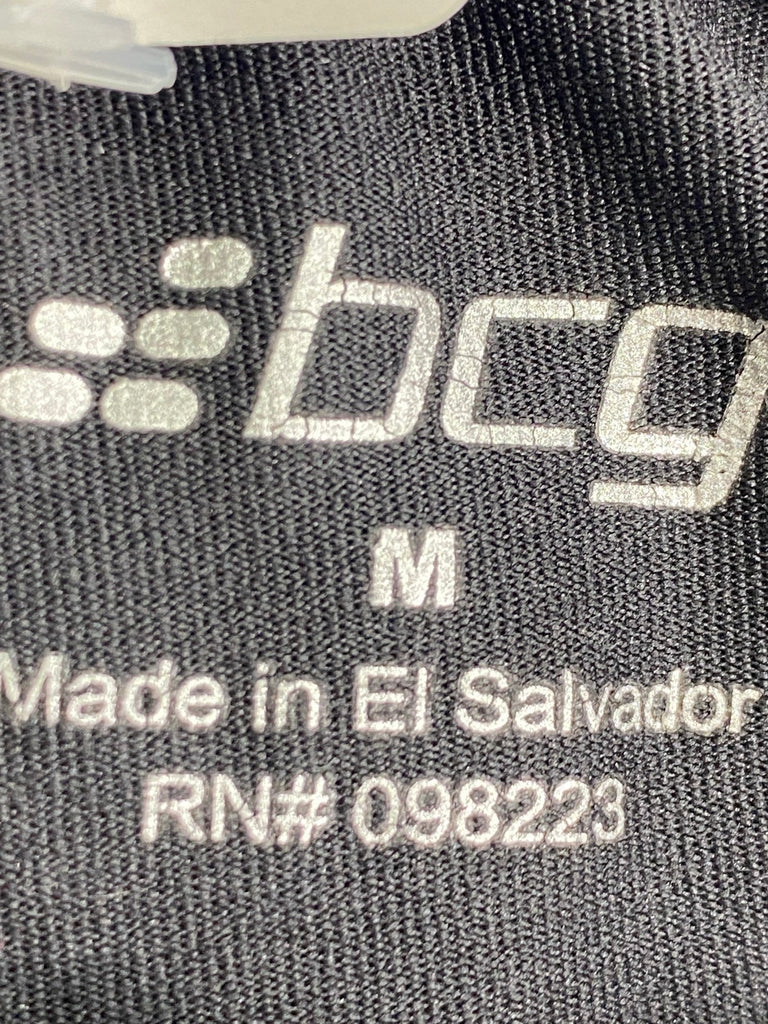 bcg
M
Made in El Salvador
RN# 098223